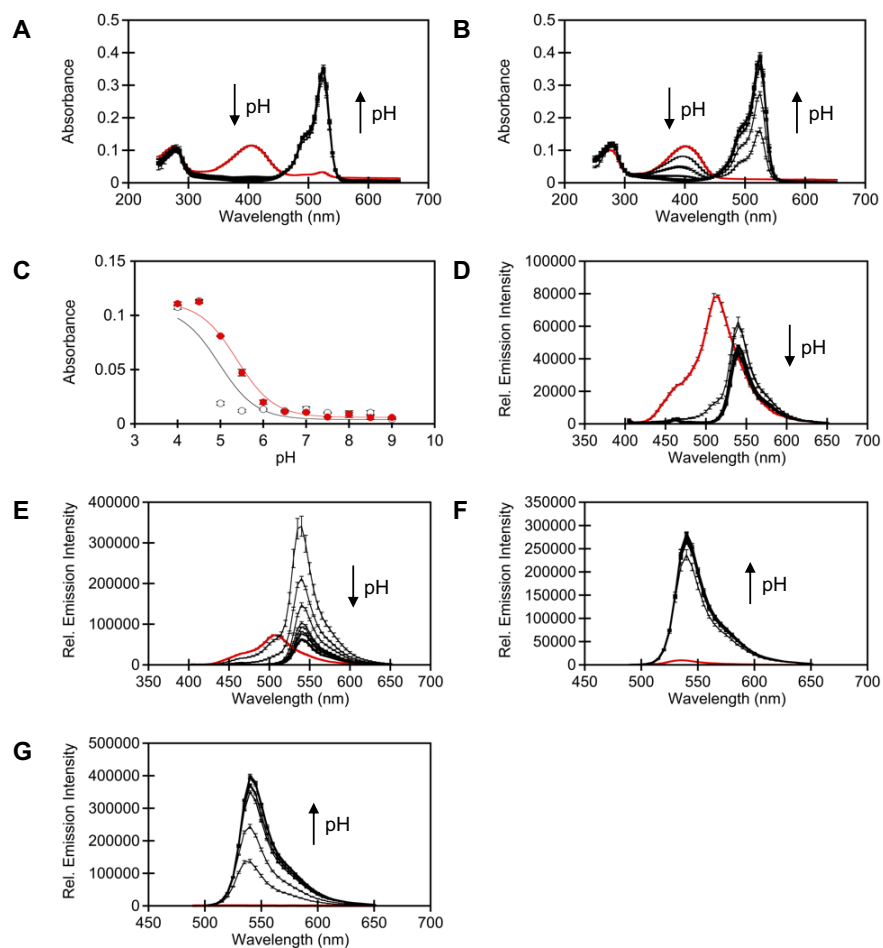 A
Absorbance
0.5
0.4
0.3
0.2
0.1
0
pH
pH
200 300 400 500 600 700
Wavelength (nm)
B
Absorbance
0.5
0.4
0.3
0.2
0.1
0
pH
pH
200 300 400 500 600 700
Wavelength (nm)
C
Absorbance
0.15
0.1
0.05
0
3 4 5 6 7 8 9 10
pH
D
Rel. Emission Intensity
100000
80000
60000
40000
20000
0
pH
350 400 450 500 550 600 650 700
Wavelength (nm)
E
Rel. Emission Intensity
400000
300000
200000
100000
0
pH
350 400 450 500 550 600 650 700
Wavelength (nm)
F
Rel. Emission Intensity
350000
300000
250000
200000
150000
100000
50000
0
pH
450 500 550 600 650 700
Wavelength (nm)
G
Rel. Emission Intensity
500000
400000
300000
200000
100000
0
pH
450 500 550 600 650 700
Wavelength (nm)